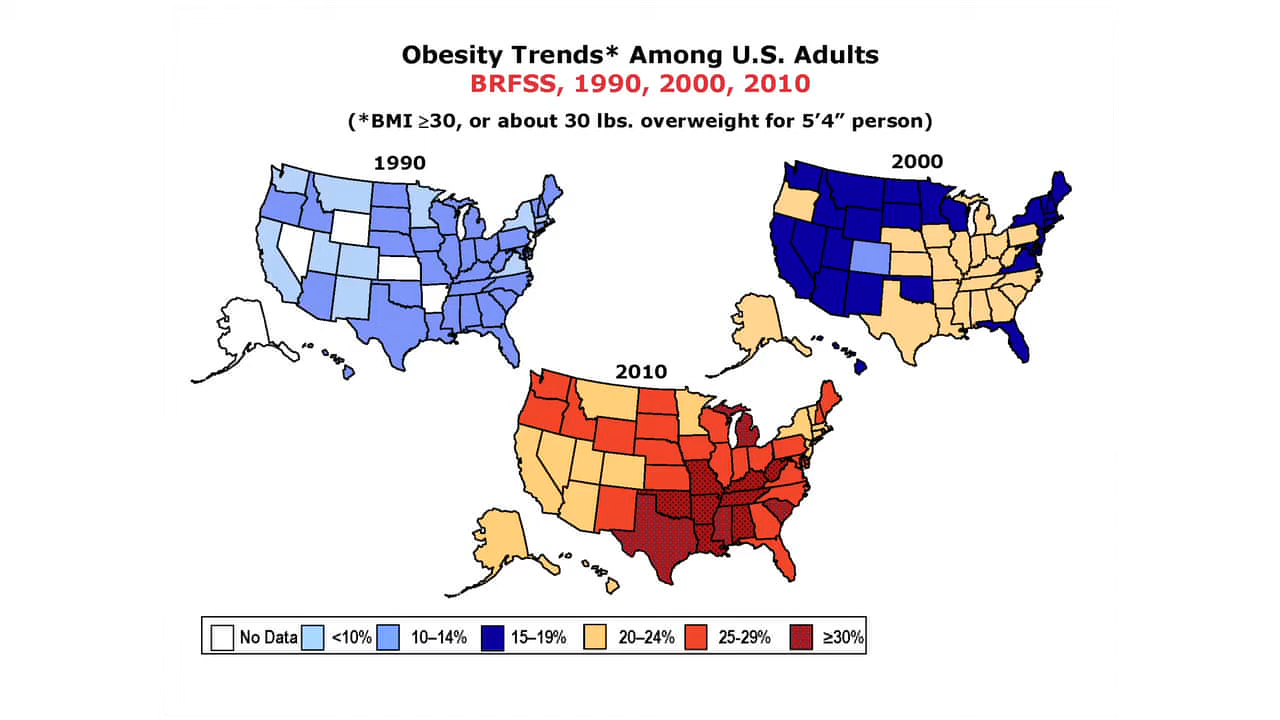 Obesity Trends* Among U.S. Adults
BRFSS, 1990, 2000, 2010
(*BMI ≥30, or about 30 lbs. overweight for 5’4” person)
1990
2000
2010
No Data <10% 10–14% 15–19% 20–24% 25-29% ≥30%